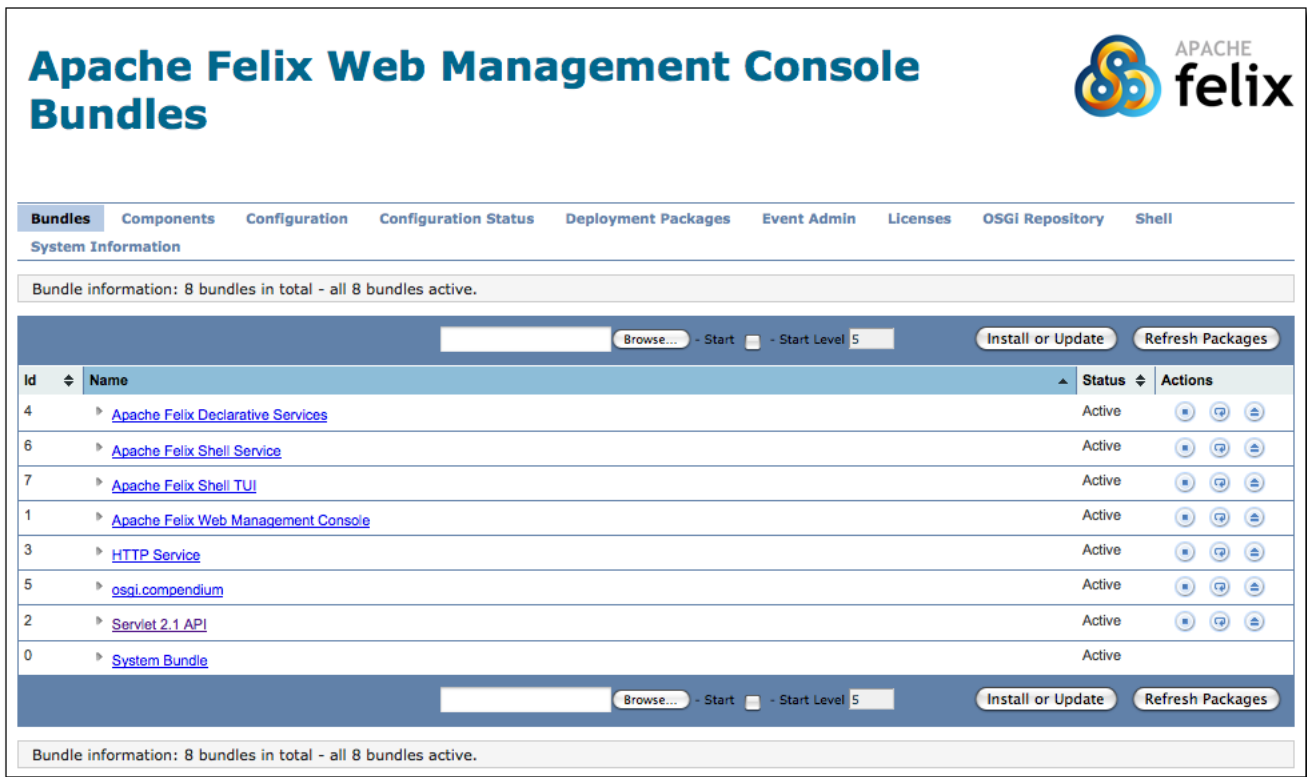 Apache Felix Web Management Console
Bundles
APACHE
felix
Bundles Components Configuration Configuration Status Deployment Packages Event Admin Licenses OSGi Repository Shell
System Information
Bundle information: 8 bundles in total - all 8 bundles active.
Browse... - Start - Start Level 5 Install or Update Refresh Packages
Id Name Status Actions
4 Apache Felix Declarative Services Active
6 Apache Felix Shell Service Active
7 Apache Felix Shell TUI Active
1 Apache Felix Web Management Console Active
3 HTTP Service Active
5 osgi.compendium Active
2 Servlet 2.1 API Active
0 System Bundle Active
Browse... - Start - Start Level 5 Install or Update Refresh Packages
Bundle information: 8 bundles in total - all 8 bundles active.